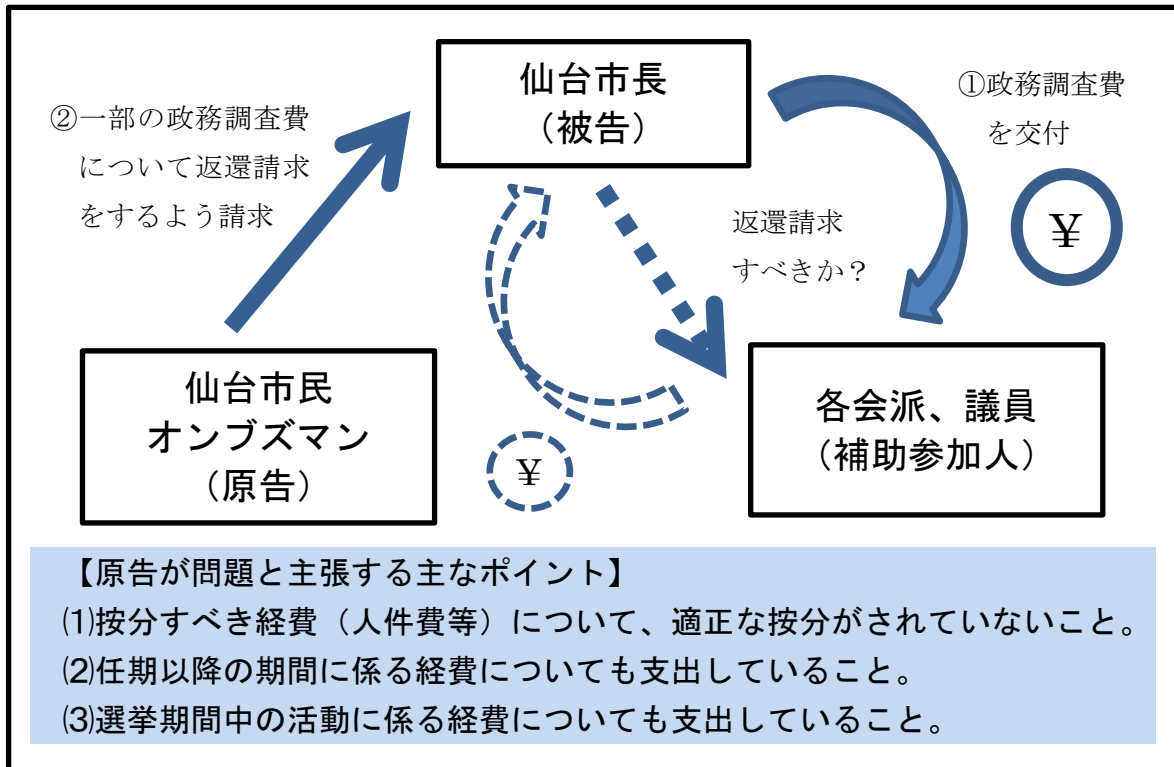 仙台市長
（被告）
①政務調査費
を交付
¥
②一部の政務調査費
について返還請求
をするよう請求
返還請求
すべきか？
仙台市民
オンブズマン
（原告）
¥
各会派、議員
（補助参加人）
【原告が問題と主張する主なポイント】
⑴按分すべき経費（人件費等）について、適正な按分がされていないこと。
⑵任期以降の期間に係る経費についても支出していること。
⑶選挙期間中の活動に係る経費についても支出していること。